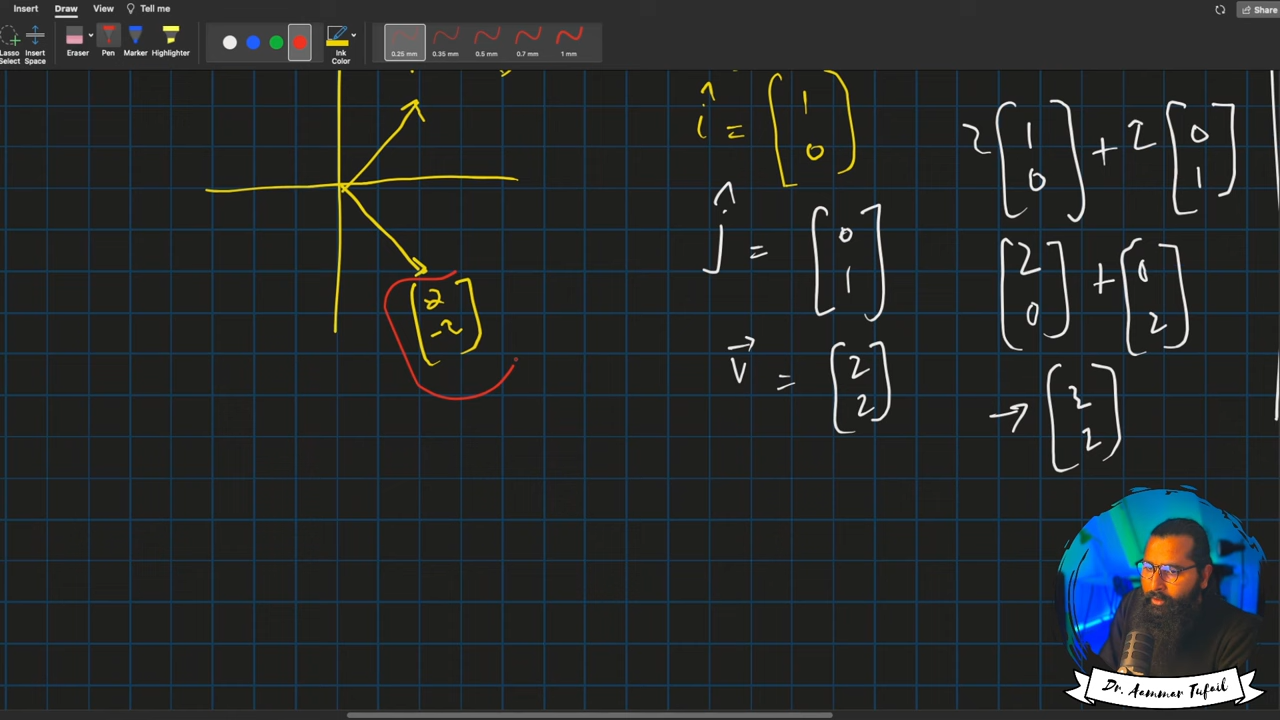 Insert Draw View Tell me
Share
Lasso Select
Insert Space
Eraser
Pen
Marker
Highlighter
Ink Color
0.25 mm
0.35 mm
0.5 mm
0.7 mm
1 mm
î = [1
0]
2 [1
0] + 2 [0
1]
ĵ = [0
1]
[2
0] + [0
2]
[2
-2]
v⃗ = [2
2]
→ [2
2]
Dr. Aammar Tufail